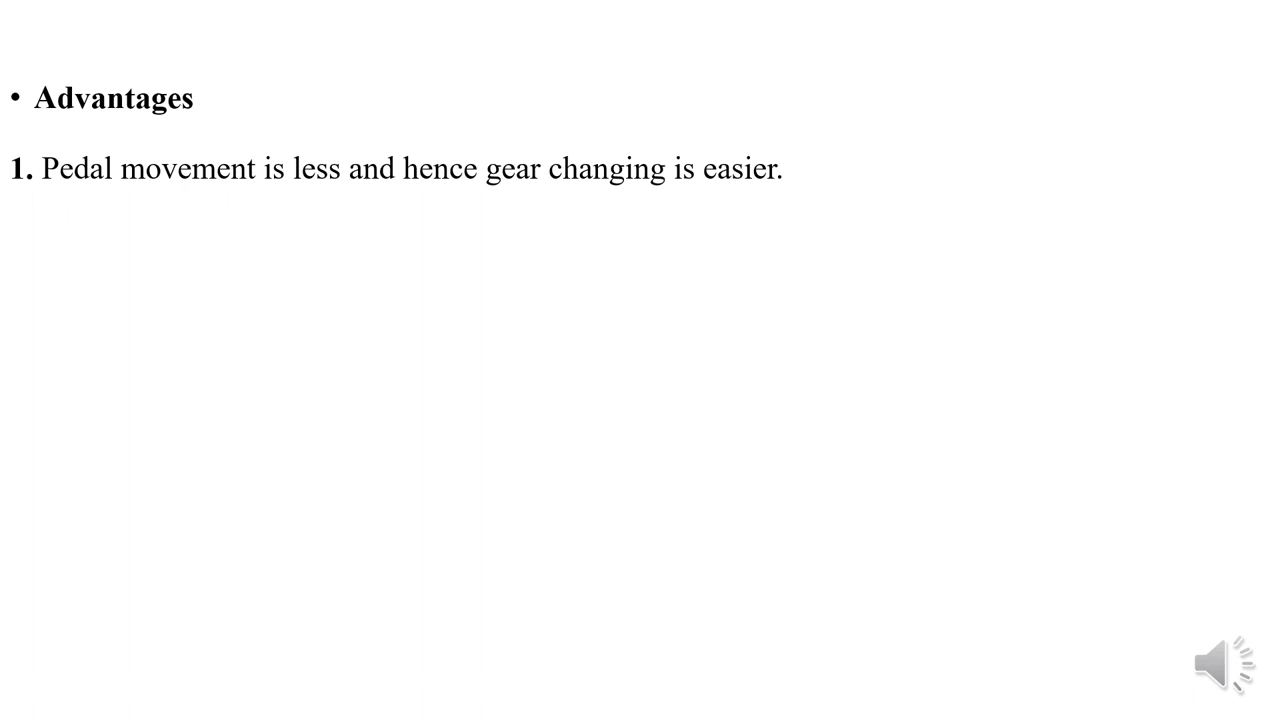 • Advantages
1. Pedal movement is less and hence gear changing is easier.